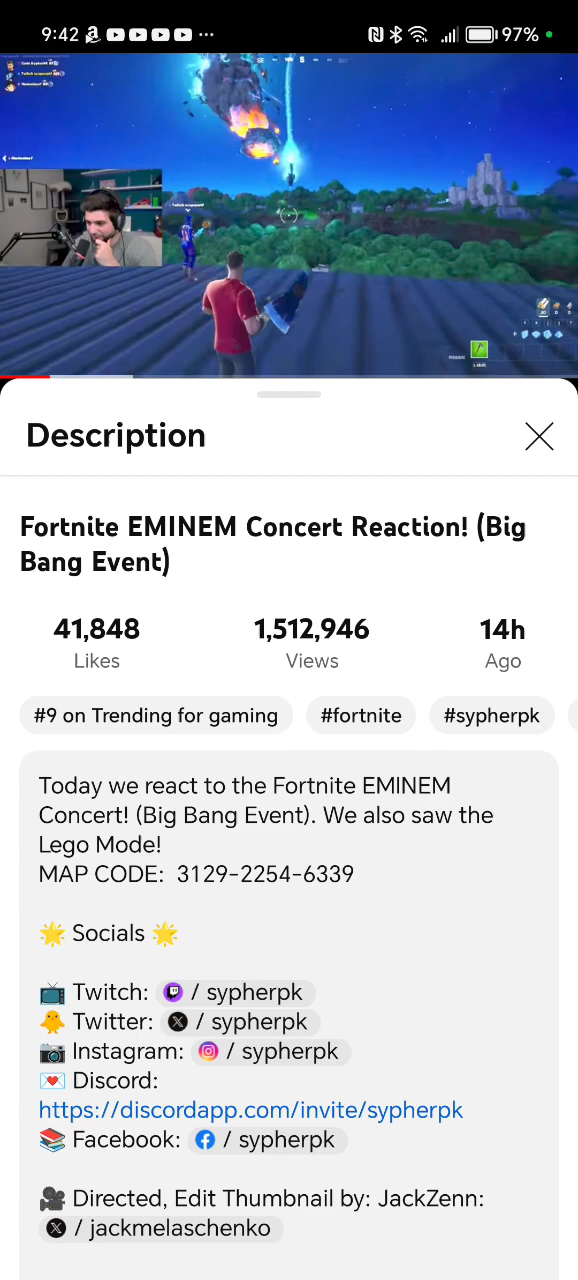 9:42
97%
Description
Fortnite EMINEM Concert Reaction! (Big
Bang Event)
41,848
1,512,946
14h
Likes
Views
Ago
#9 on Trending for gaming
#fortnite
#sypherpk
Today we react to the Fortnite EMINEM
Concert! (Big Bang Event). We also saw the
Lego Mode!
MAP CODE: 3129-2254-6339
🌟 Socials 🌟
📺 Twitch: / sypherpk
🐥 Twitter: / sypherpk
📷 Instagram: / sypherpk
💌 Discord:
https://discordapp.com/invite/sypherpk
📚 Facebook: / sypherpk
🎥 Directed, Edit Thumbnail by: JackZenn:
/ jackmelaschenko